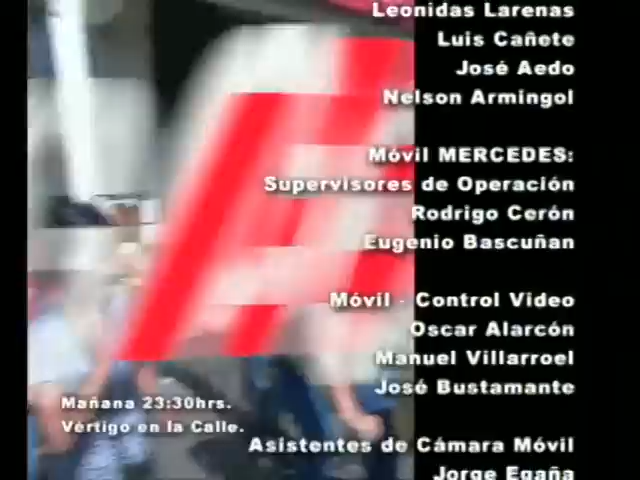 Leonidas Larenas
Luis Cañete
José Aedo
Nelson Armingol
Móvil MERCEDES:
Supervisores de Operación
Rodrigo Cerón
Eugenio Bascuñan
Móvil - Control Video
Oscar Alarcón
Manuel Villarroel
José Bustamante
Mañana 23:30hrs.
Vértigo en la Calle.
Asistentes de Cámara Móvil
Jorge Egaña